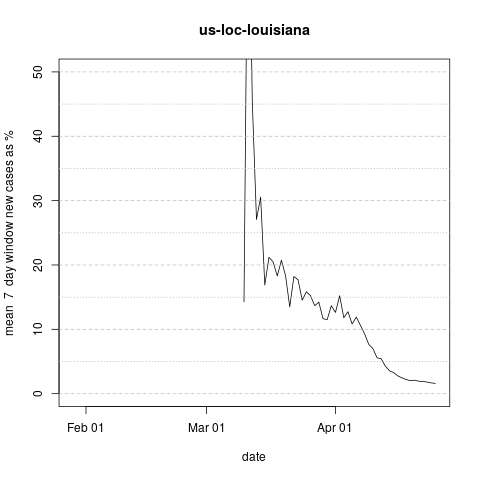 us-loc-louisiana
mean 7 day window new cases as %
50
40
30
20
10
0
Feb 01
Mar 01
Apr 01
date